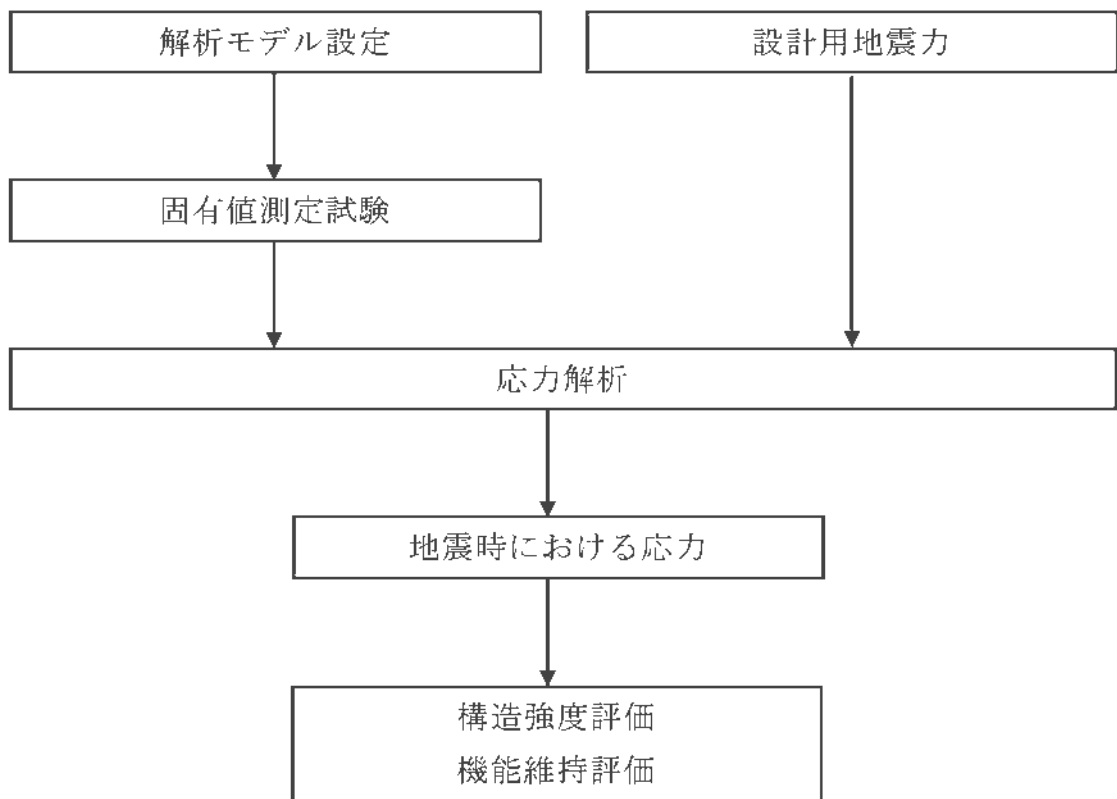 解析モデル設定
設計用地震力
固有値測定試験
応力解析
地震時における応力
構造強度評価
機能維持評価